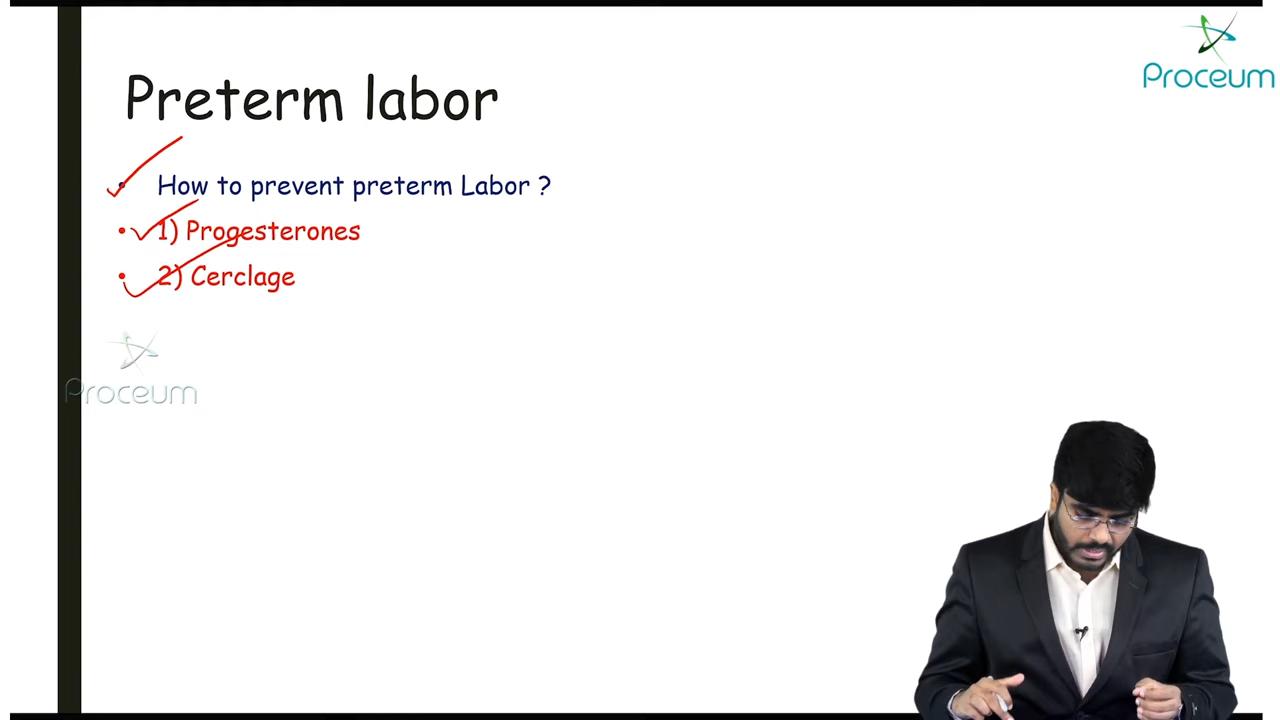 Proceum
Preterm labor
• How to prevent preterm Labor ?
• 1) Progesterones
• 2) Cerclage
Proceum